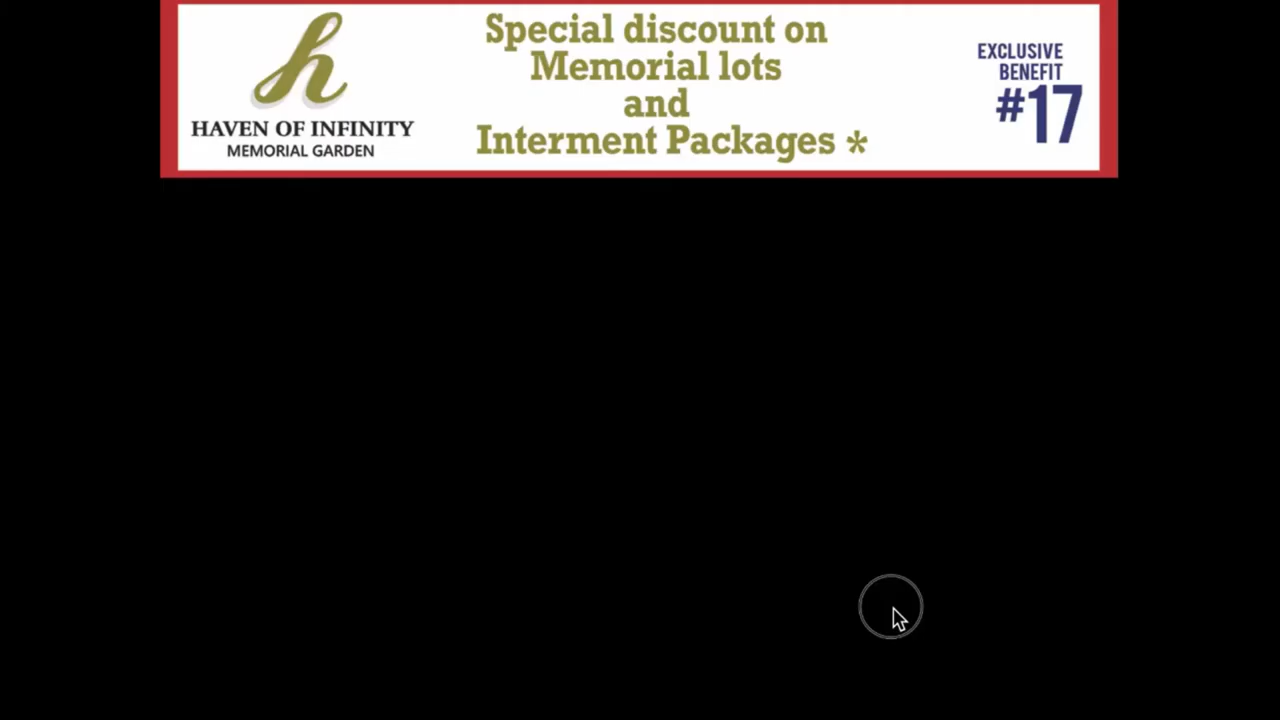 h
HAVEN OF INFINITY
MEMORIAL GARDEN
Special discount on
Memorial lots
and
Interment Packages *
EXCLUSIVE
BENEFIT
#17